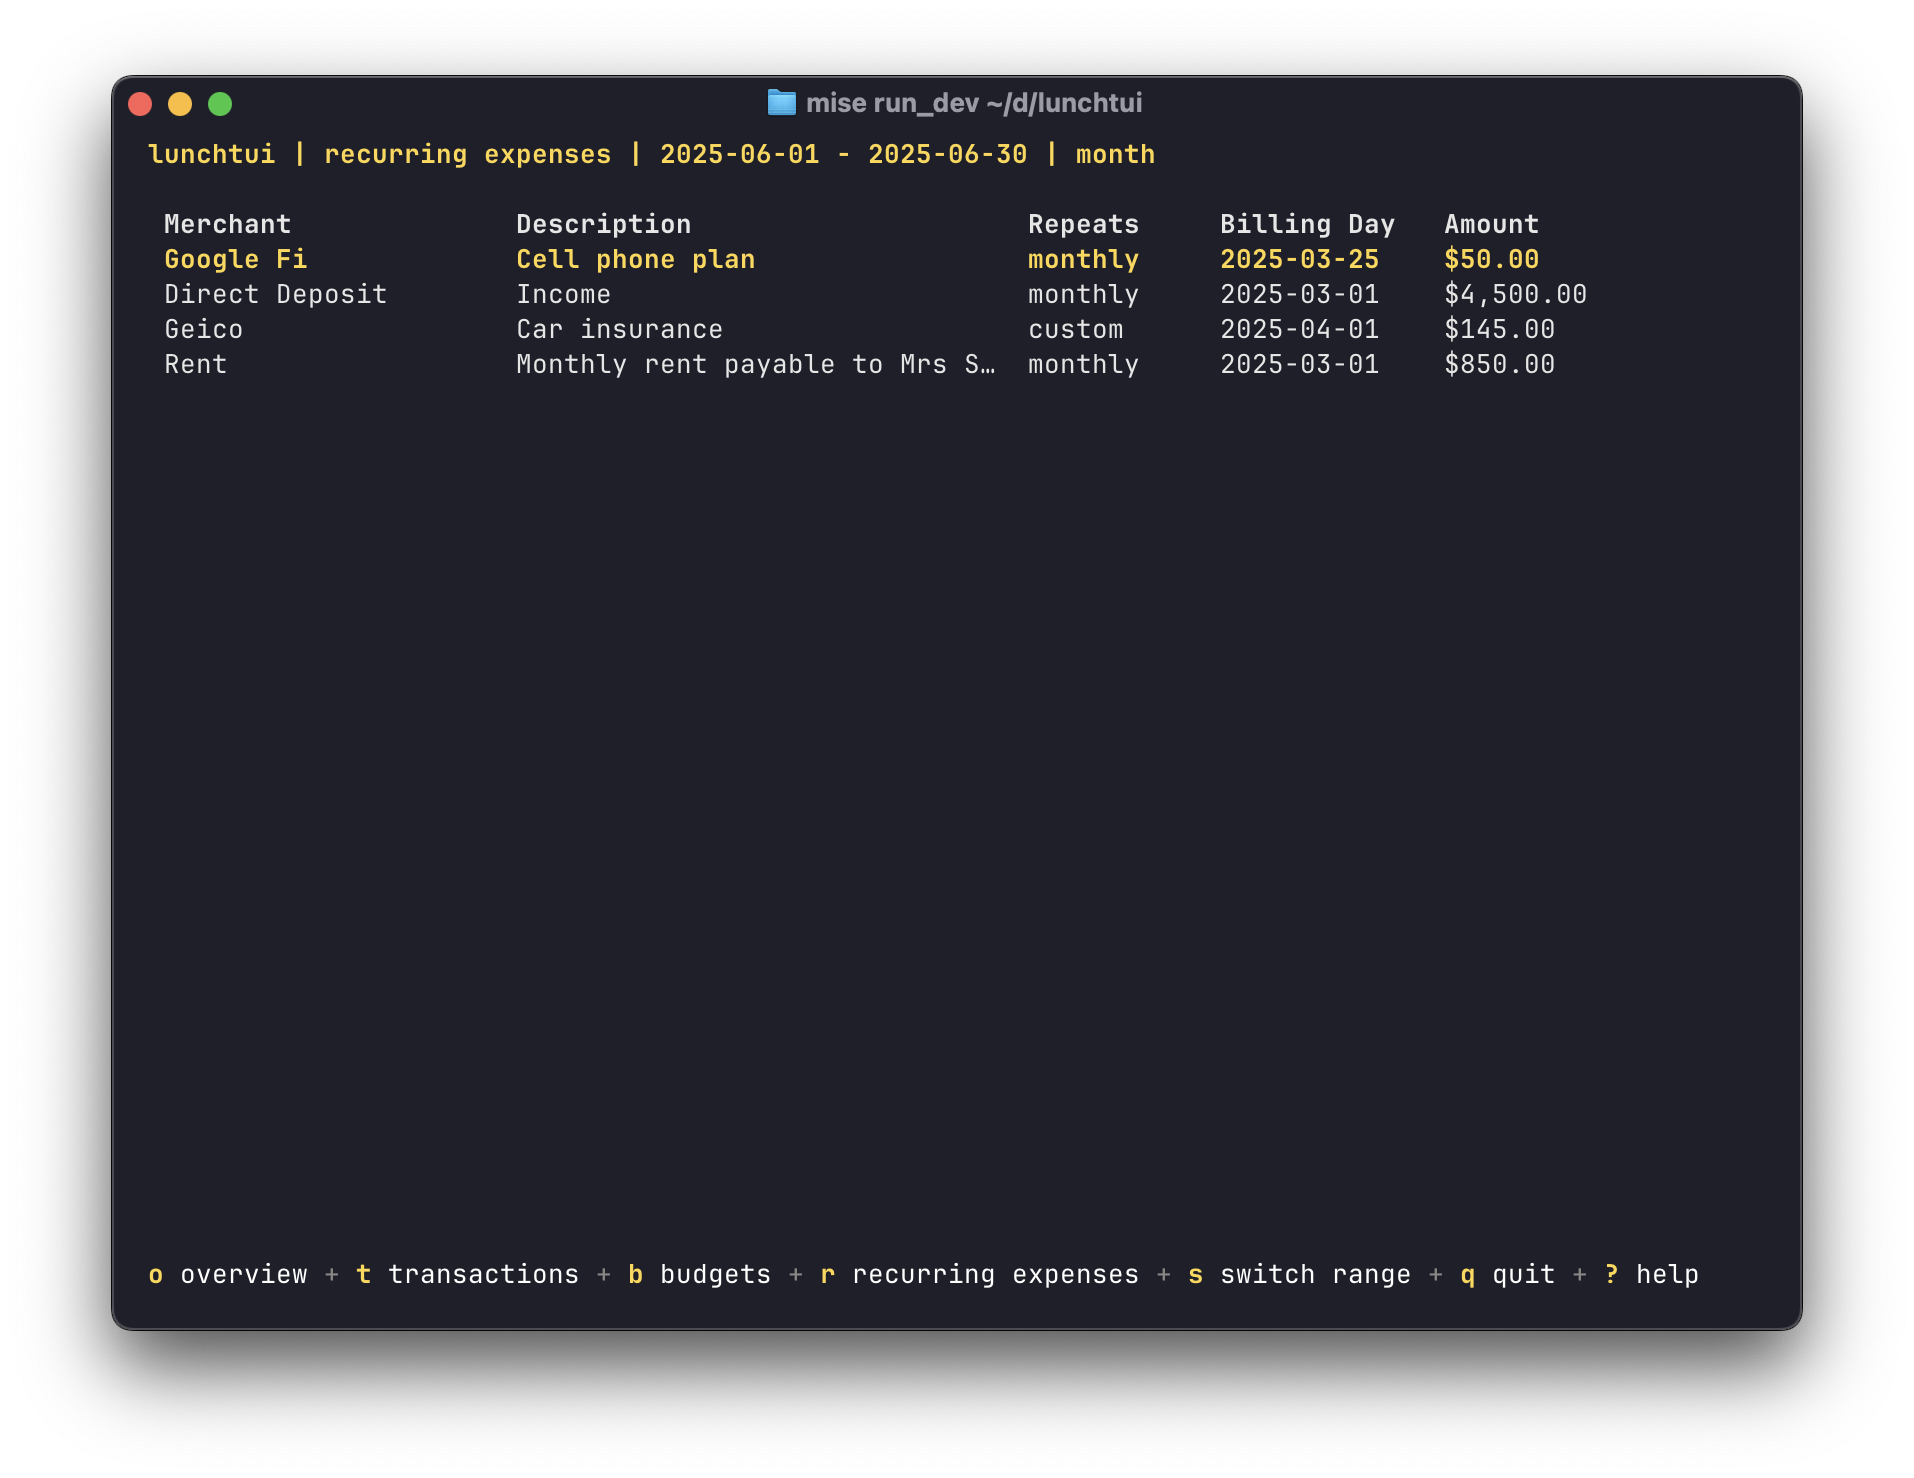 mise run_dev ~/d/lunchtui
lunchtui | recurring expenses | 2025-06-01 - 2025-06-30 | month
Merchant Description Repeats Billing Day Amount
Google Fi Cell phone plan monthly 2025-03-25 $50.00
Direct Deposit Income monthly 2025-03-01 $4,500.00
Geico Car insurance custom 2025-04-01 $145.00
Rent Monthly rent payable to Mrs S… monthly 2025-03-01 $850.00
o overview + t transactions + b budgets + r recurring expenses + s switch range + q quit + ? help